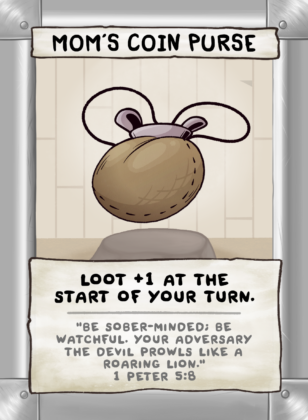 MOM'S COIN PURSE
LOOT +1 AT THE
START OF YOUR TURN.
"BE SOBER-MINDED; BE
WATCHFUL. YOUR ADVERSARY
THE DEVIL PROWLS LIKE A
ROARING LION."
1 PETER 5:8